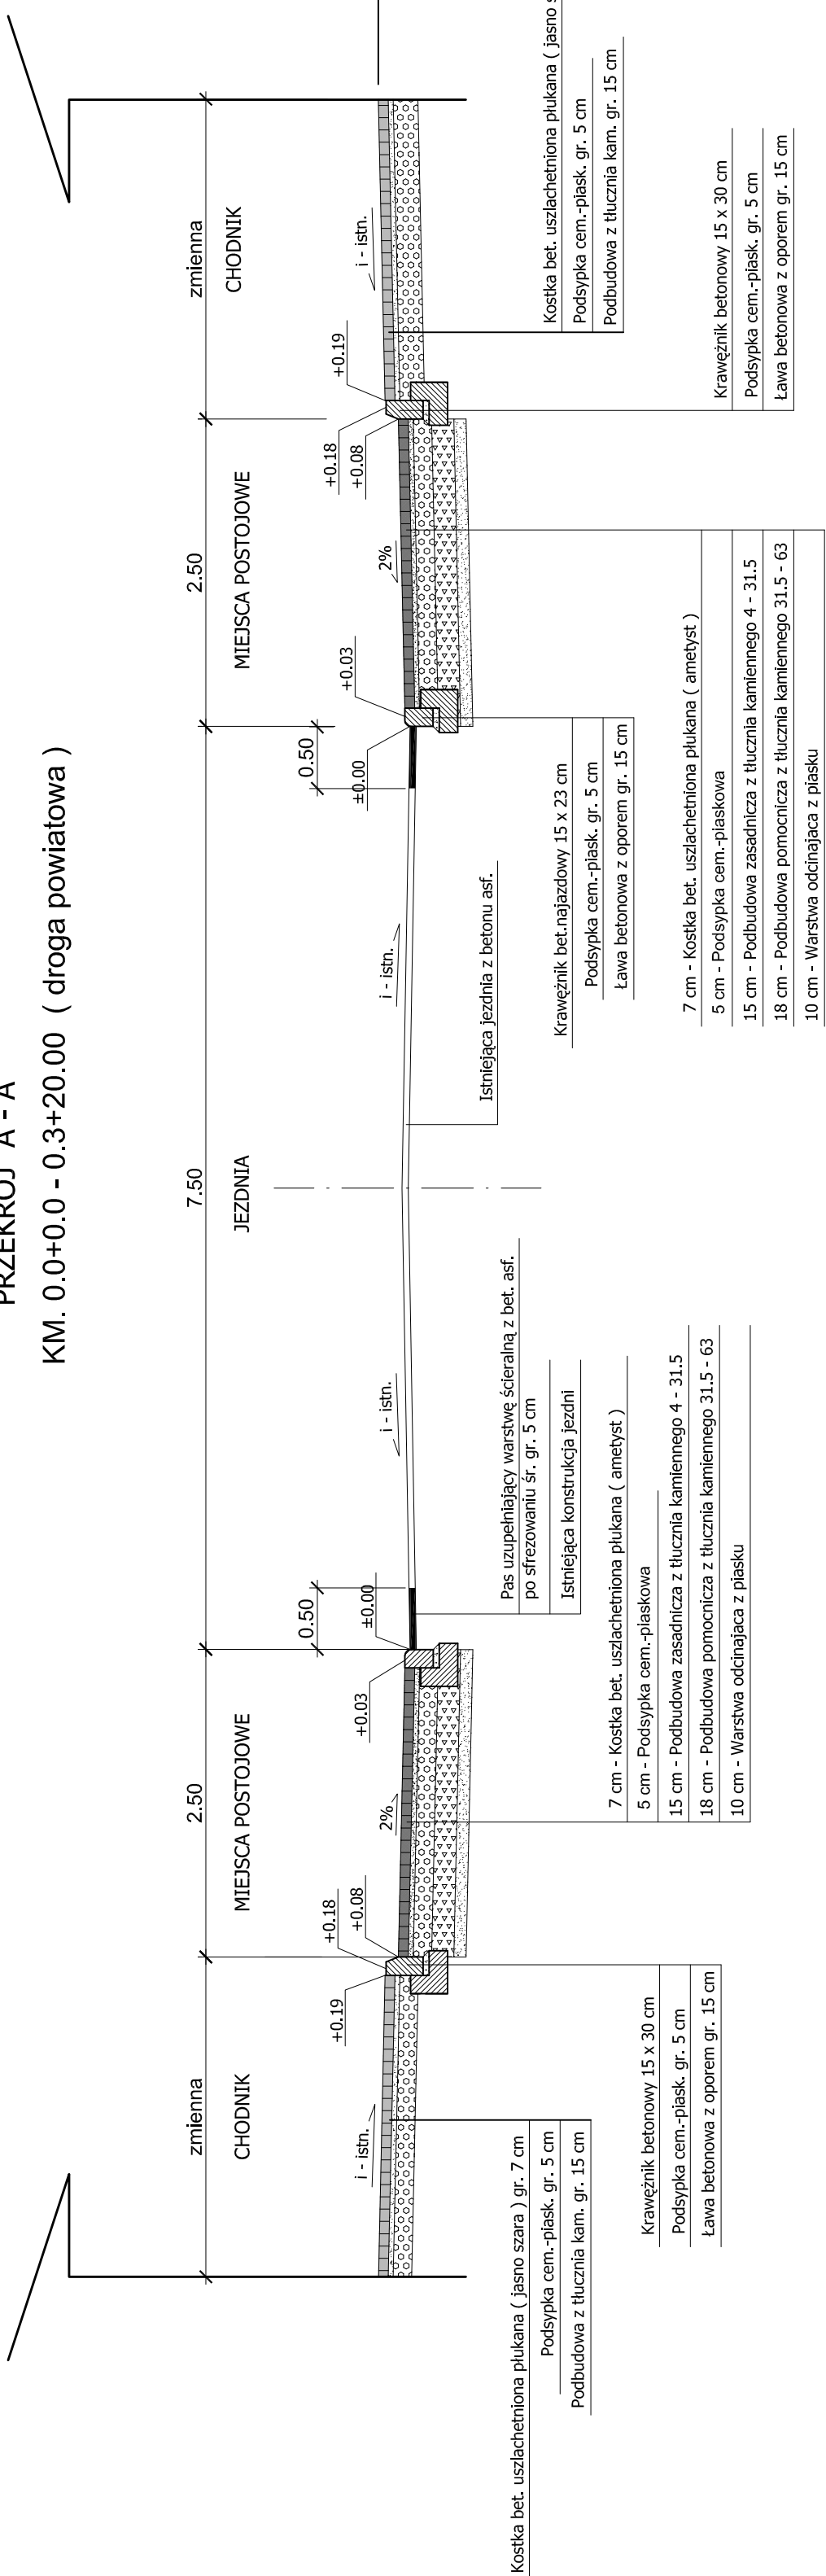 PRZEKRÓJ A - A
KM. 0.0+0.0 - 0.3+20.00 ( droga powiatowa )
zmienna
2.50
7.50
2.50
zmienna
CHODNIK
MIEJSCA POSTOJOWE
JEZDNIA
MIEJSCA POSTOJOWE
CHODNIK
0.50
0.50
+0.19
+0.18
+0.08
+0.03
±0.00
±0.00
+0.03
+0.18
+0.08
+0.19
i - istn.
2%
i - istn.
i - istn.
2%
i - istn.
Kostka bet. uszlachetniona płukana ( jasno szara ) gr. 7 cm
Podsypka cem.-piask. gr. 5 cm
Podbudowa z tłucznia kam. gr. 15 cm
Krawężnik betonowy 15 x 30 cm
Podsypka cem.-piask. gr. 5 cm
Ława betonowa z oporem gr. 15 cm
7 cm - Kostka bet. uszlachetniona płukana ( ametyst )
5 cm - Podsypka cem.-piaskowa
15 cm - Podbudowa zasadnicza z tłucznia kamiennego 4 - 31.5
18 cm - Podbudowa pomocnicza z tłucznia kamiennego 31.5 - 63
10 cm - Warstwa odcinajaca z piasku
Pas uzupełniający warstwę ścieralną z bet. asf.
po sfrezowaniu śr. gr. 5 cm
Istniejąca konstrukcja jezdni
Istniejąca jezdnia z betonu asf.
Krawężnik bet.najazdowy 15 x 23 cm
Podsypka cem.-piask. gr. 5 cm
Ława betonowa z oporem gr. 15 cm
7 cm - Kostka bet. uszlachetniona płukana ( ametyst )
5 cm - Podsypka cem.-piaskowa
15 cm - Podbudowa zasadnicza z tłucznia kamiennego 4 - 31.5
18 cm - Podbudowa pomocnicza z tłucznia kamiennego 31.5 - 63
10 cm - Warstwa odcinajaca z piasku
Kostka bet. uszlachetniona płukana ( jasno
Podsypka cem.-piask. gr. 5 cm
Podbudowa z tłucznia kam. gr. 15 cm
Krawężnik betonowy 15 x 30 cm
Podsypka cem.-piask. gr. 5 cm
Ława betonowa z oporem gr. 15 cm